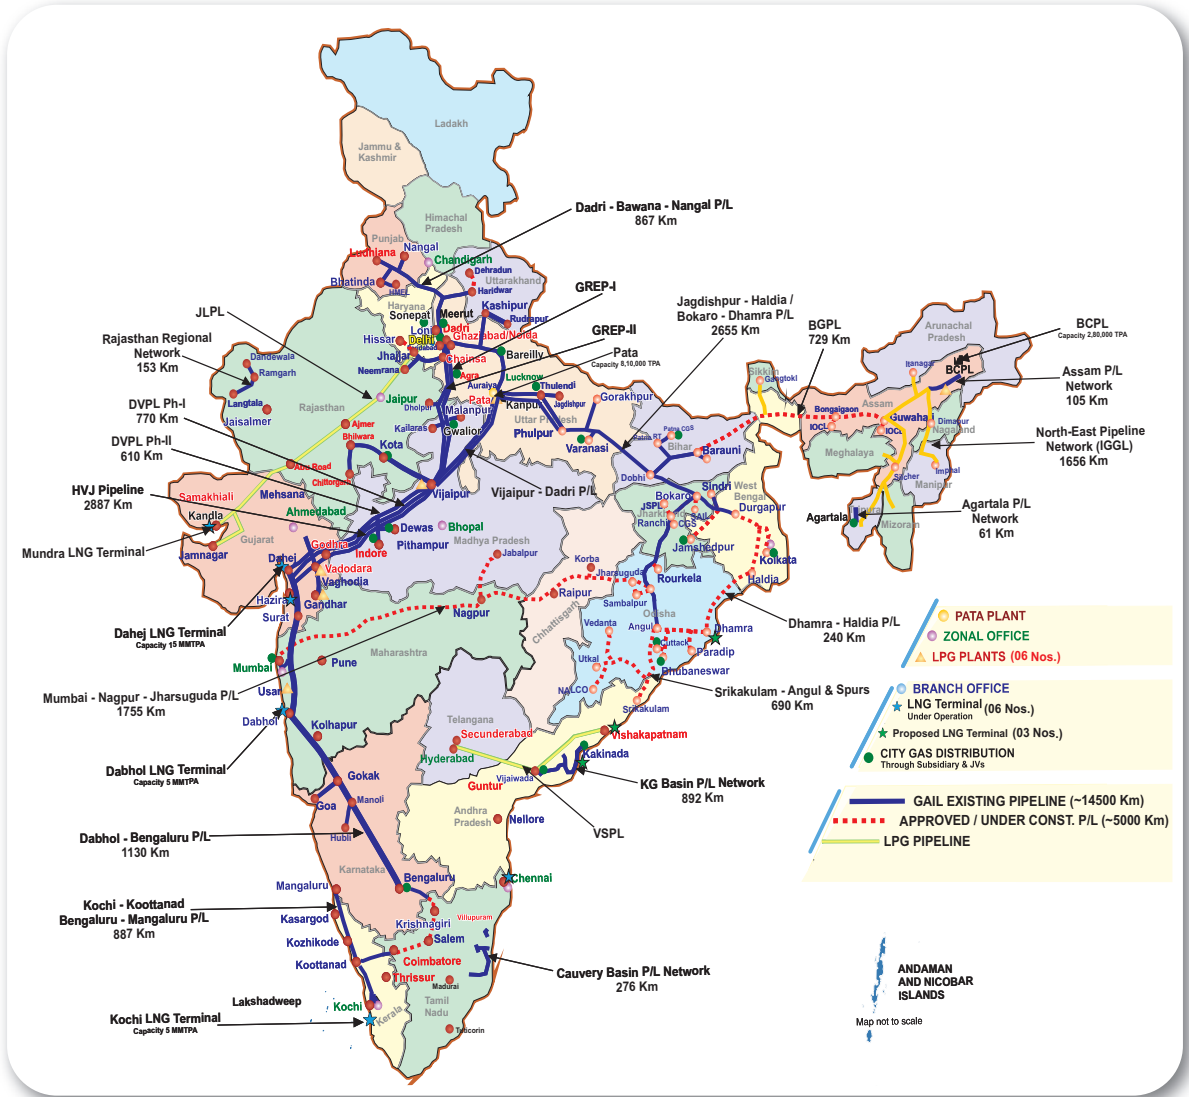 Ladakh
Jammu &
Kashmir
Himachal
Pradesh
Dadri - Bawana - Nangal P/L
867 Km
Punjab
Ludhiana
Nangal
Chandigarh
Dehradun
Uttarakhand
Bhatinda
HMEL
Haridwar
Haryana
Sonepat
Meerut
Kashipur
Rudrapur
GREP-I
GREP-II
Pata
Capacity 8,10,000 TPA
Jagdishpur - Haldia /
Bokaro - Dhamra P/L
2655 Km
BGPL
729 Km
Arunachal
Pradesh
BCPL
Capacity 2,80,000 TPA
BCPL
Assam P/L
Network
105 Km
North-East Pipeline
Network (IGGL)
1656 Km
Agartala P/L
Network
61 Km
JLPL
Rajasthan Regional
Network
153 Km
DVPL Ph-I
770 Km
DVPL Ph-II
610 Km
HVJ Pipeline
2887 Km
Mundra LNG Terminal
Loni
Dadri
Ghaziabad/Noida
Hissar
Delhi
Jhajjar
Chainsa
Neemrana
Bareilly
Agra
Lucknow
Auraiya
Thulendi
Pata
Kanpur
Jagdishpur
Gorakhpur
Dandewala
Ramgarh
Langtala
Jaisalmer
Rajasthan
Jaipur
Dholpur
Malanpur
Kailaras
Gwalior
Uttar Pradesh
Phulpur
Varanasi
Patna RT
Patna CGS
Bihar
Barauni
Dobhi
Sikkim
Gangtok
Itanagar
Bongaigaon
IOCL
Assam
Guwahati
IOCL
Dimapur
Nagaland
Meghalaya
Silcher
Imphal
Manipur
Agartala
Tripura
Mizoram
Ajmer
Bhilwara
Kota
Abu Road
Chittorgarh
Vijaipur
Vijaipur - Dadri P/L
Samakhiali
Mehsana
Kandla
Ahmedabad
Gujarat
Jamnagar
Godhra
Dahej
Vadodara
Vaghodia
Hazira
Gandhar
Surat
Dewas
Bhopal
Indore
Pithampur
Madhya Pradesh
Jabalpur
Bokaro
Sindri
West
Bengal
JSPL
Jharkhand
SAIL
Durgapur
Ranchi
CGS
Jamshedpur
Kolkata
Haldia
Korba
Jharsuguda
Rourkela
Raipur
Sambalpur
Chhattisgarh
Odisha
Nagpur
Vedanta
Angul
Dhamra
Cuttack
Paradip
Utkal
Bhubaneswar
NALCO
Srikakulam
Dhamra - Haldia P/L
240 Km
Srikakulam - Angul & Spurs
690 Km
Dahej LNG Terminal
Capacity 15 MMTPA
Mumbai
Pune
Maharashtra
Mumbai - Nagpur - Jharsuguda P/L
1755 Km
Usar
Dabhol
Kolhapur
Dabhol LNG Terminal
Capacity 5 MMTPA
Telangana
Secunderabad
Hyderabad
Vishakapatnam
Kakinada
Vijaiwada
Guntur
KG Basin P/L Network
892 Km
VSPL
Andhra
Pradesh
Nellore
Gokak
Goa
Manoli
Hubli
Dabhol - Bengaluru P/L
1130 Km
Karnataka
Bengaluru
Chennai
Mangaluru
Kochi - Koottanad
Bengaluru - Mangaluru P/L
887 Km
Kasargod
Kozhikode
Koottanad
Krishnagiri
Villupuram
Salem
Coimbatore
Thrissur
Madurai
Cauvery Basin P/L Network
276 Km
Lakshadweep
Kochi
Kerala
Tamil
Nadu
Tuticorin
Kochi LNG Terminal
Capacity 5 MMTPA
PATA PLANT
ZONAL OFFICE
LPG PLANTS (06 Nos.)
BRANCH OFFICE
LNG Terminal (06 Nos.)
Under Operation
Proposed LNG Terminal (03 Nos.)
CITY GAS DISTRIBUTION
Through Subsidiary & JVs
GAIL EXISTING PIPELINE (~14500 Km)
APPROVED / UNDER CONST. P/L (~5000 Km)
LPG PIPELINE
ANDAMAN
AND NICOBAR
ISLANDS
Map not to scale